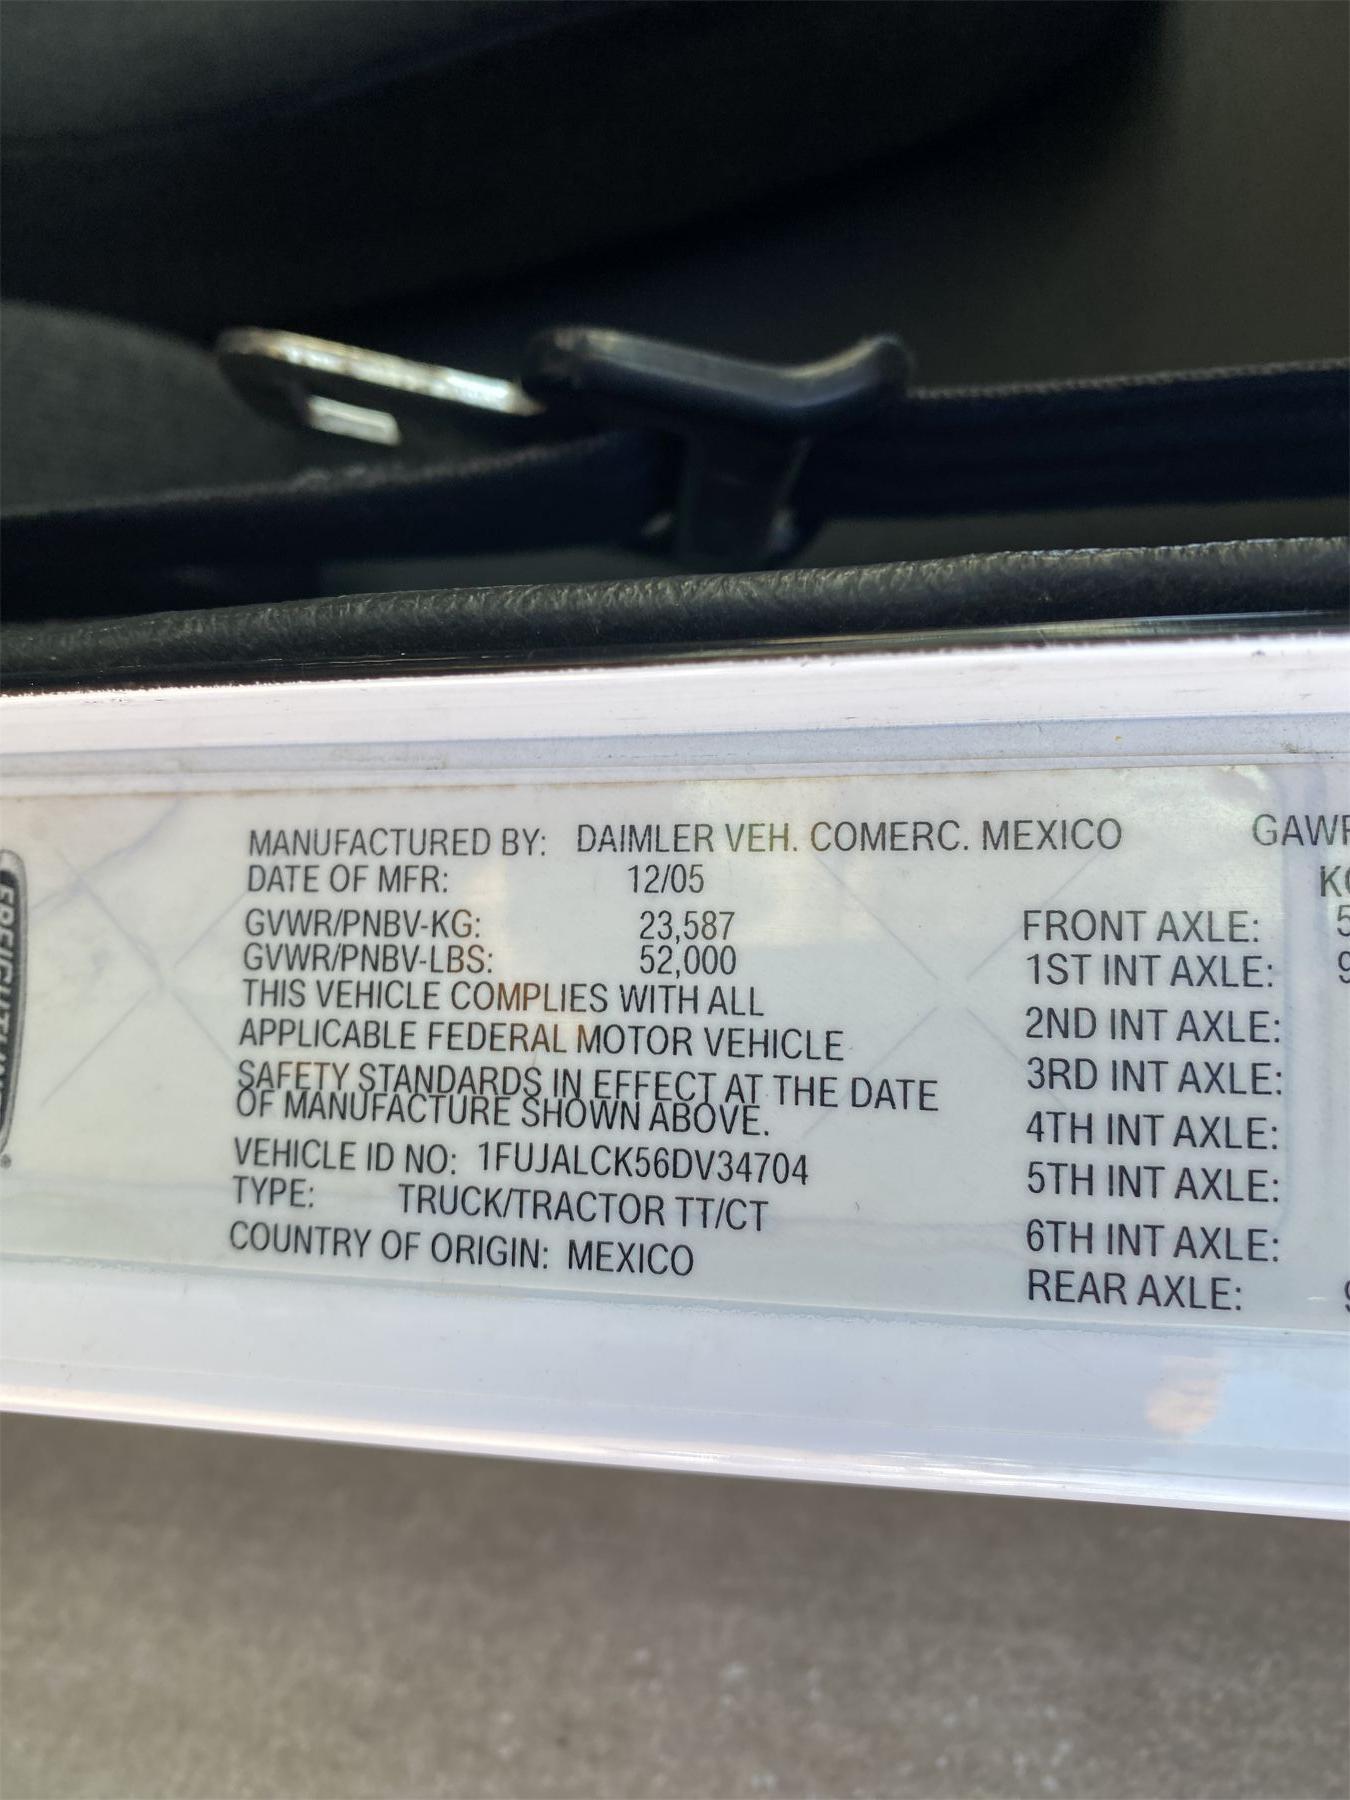 MANUFACTURED BY: DAIMLER VEH. COMERC. MEXICO
DATE OF MFR: 12/05
GVWR/PNBV-KG: 23,587
GVWR/PNBV-LBS: 52,000
THIS VEHICLE COMPLIES WITH ALL
APPLICABLE FEDERAL MOTOR VEHICLE
SAFETY STANDARDS IN EFFECT AT THE DATE
OF MANUFACTURE SHOWN ABOVE.
VEHICLE ID NO: 1FUJALCK56DV34704
TYPE: TRUCK/TRACTOR TT/CT
COUNTRY OF ORIGIN: MEXICO
FRONT AXLE:
1ST INT AXLE:
2ND INT AXLE:
3RD INT AXLE:
4TH INT AXLE:
5TH INT AXLE:
6TH INT AXLE:
REAR AXLE: